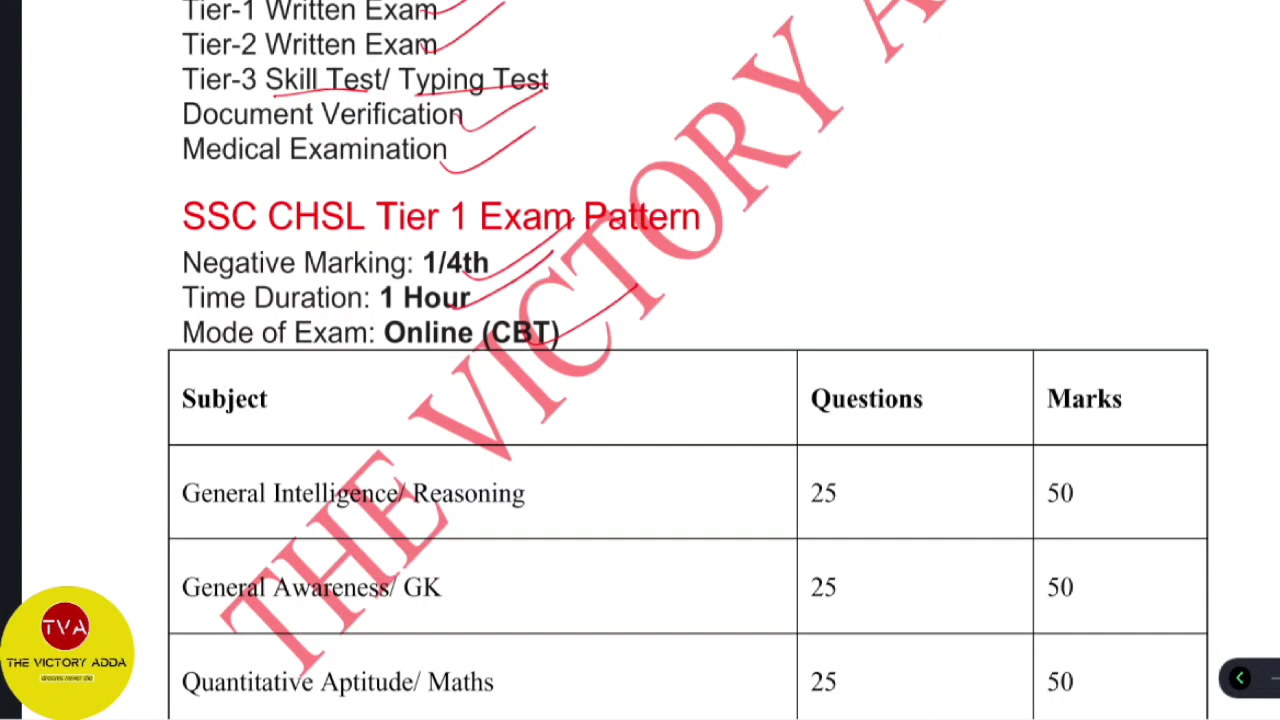 Tier-1 Written Exam
Tier-2 Written Exam
Tier-3 Skill Test/ Typing Test
Document Verification
Medical Examination
SSC CHSL Tier 1 Exam Pattern
Negative Marking: 1/4th
Time Duration: 1 Hour
Mode of Exam: Online (CBT)
Subject Questions Marks
General Intelligence/ Reasoning 25 50
General Awareness/ GK 25 50
Quantitative Aptitude/ Maths 25 50
THE VICTORY A
TVA
THE VICTORY ADDA
dreams never die